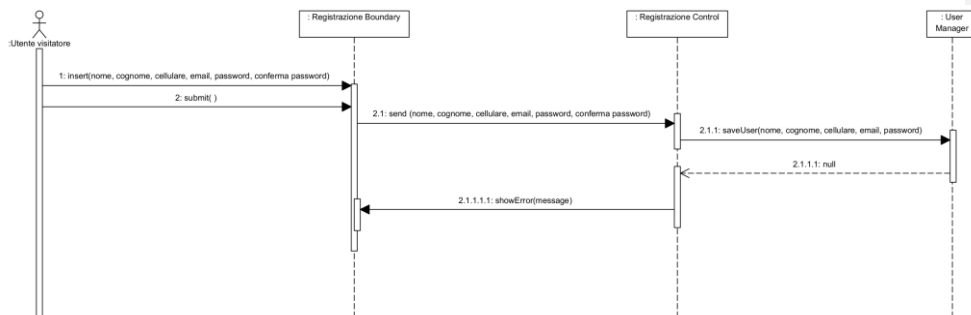 : Registrazione Boundary
: Registrazione Control
: User
Manager
:Utente visitatore
1: insert(nome, cognome, cellulare, email, password, conferma password)
2: submit( )
2.1: send (nome, cognome, cellulare, email, password, conferma password)
2.1.1: saveUser(nome, cognome, cellulare, email, password)
2.1.1.1: null
2.1.1.1.1: showError(message)